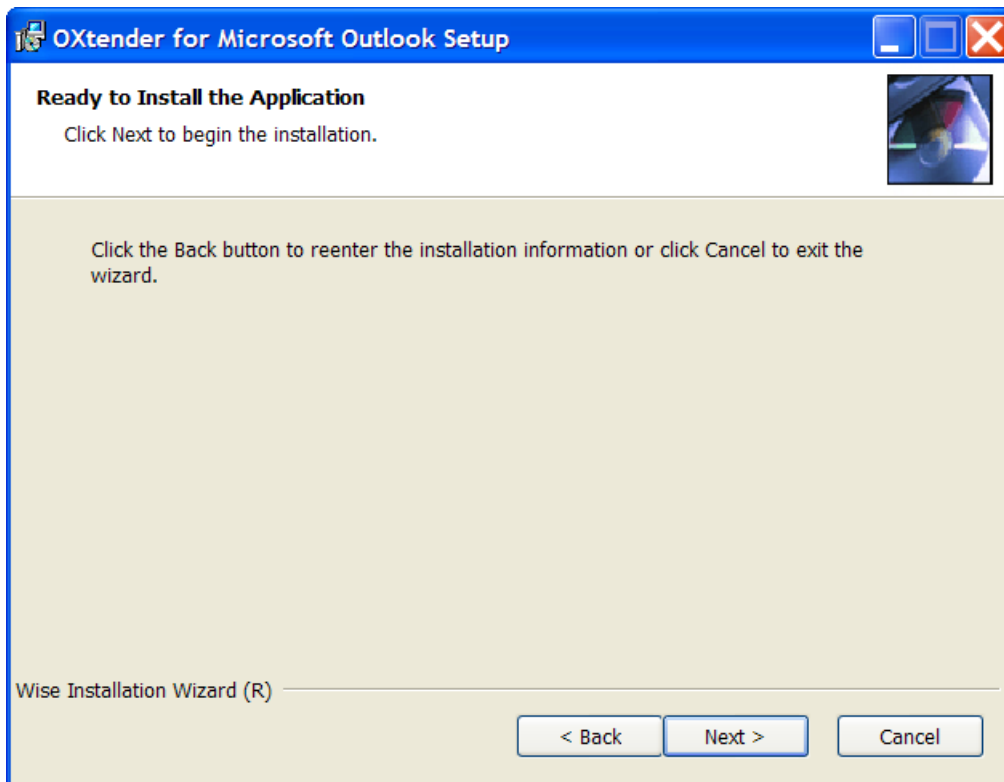 OXtender for Microsoft Outlook Setup
Ready to Install the Application
Click Next to begin the installation.
Click the Back button to reenter the installation information or click Cancel to exit the
wizard.
Wise Installation Wizard (R)
< Back Next > Cancel